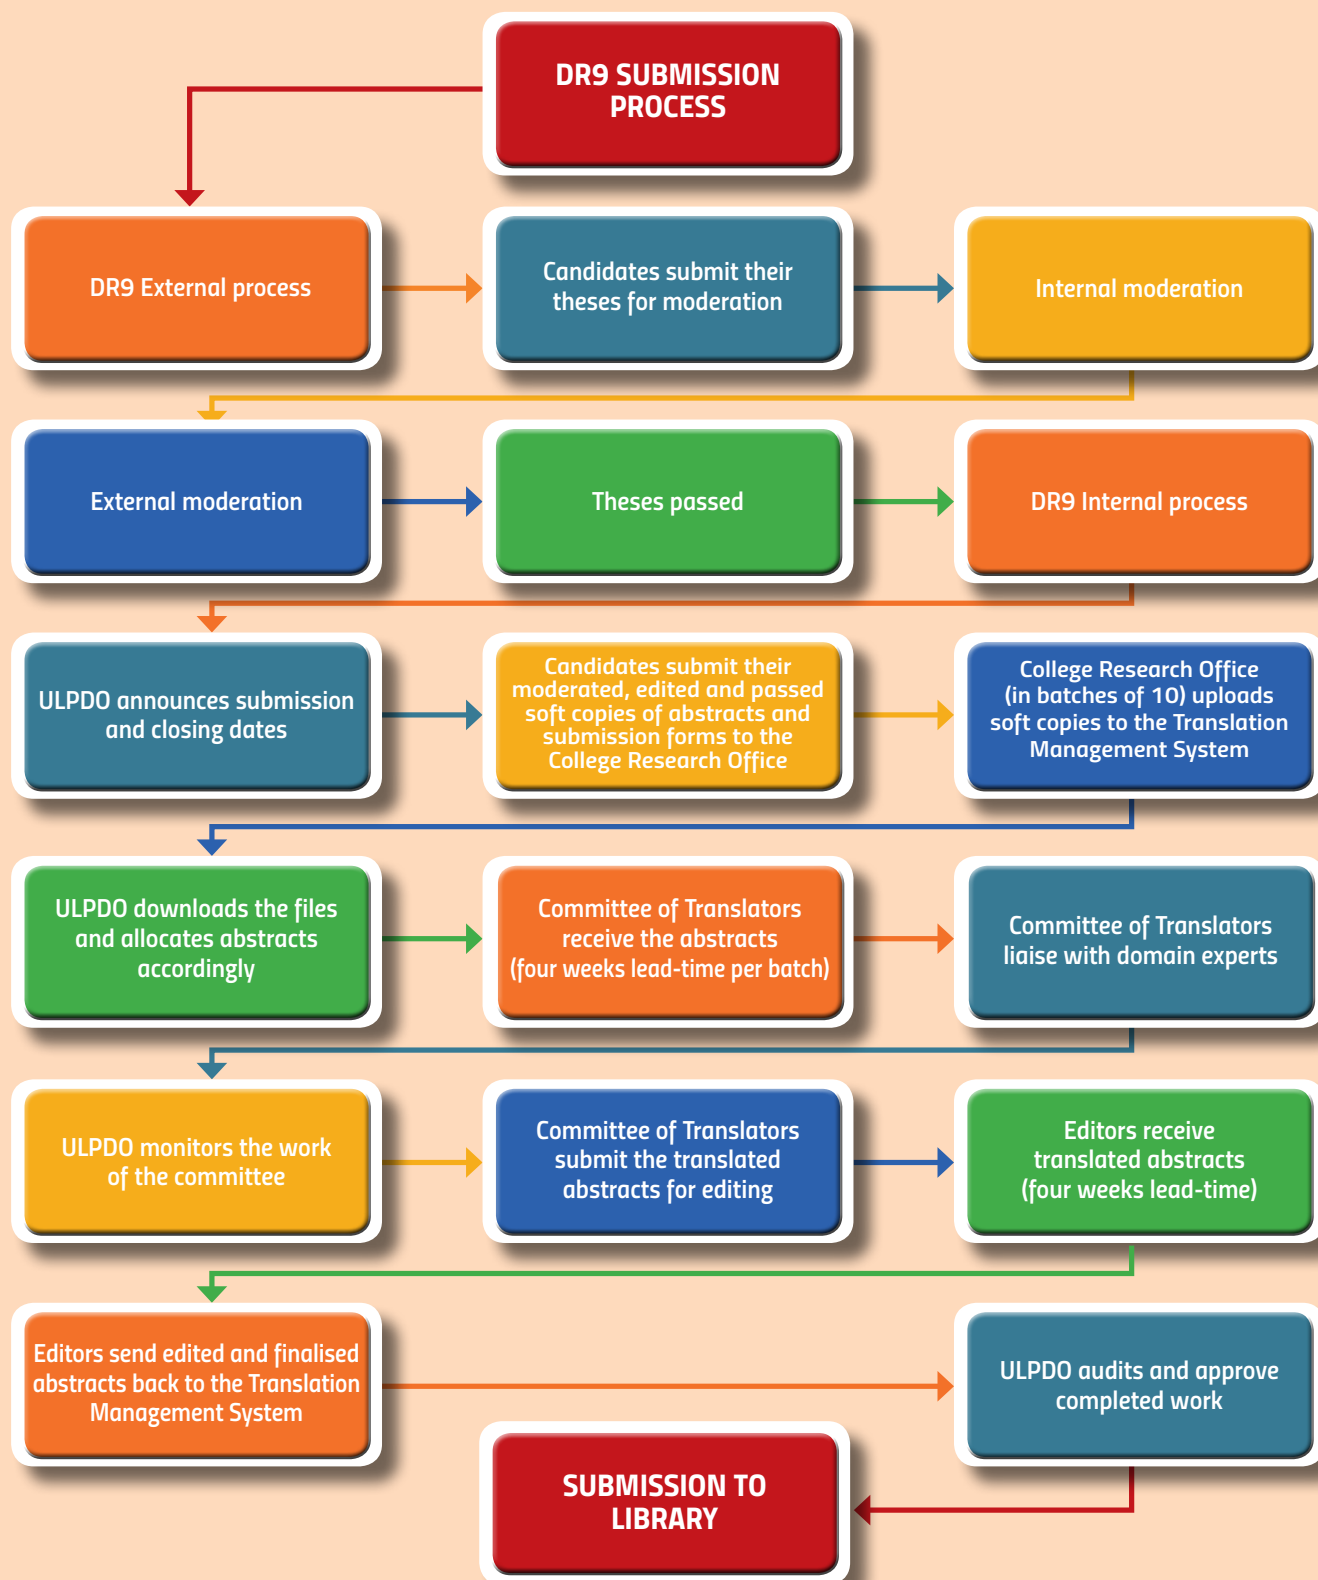 DR9 SUBMISSION
PROCESS
DR9 External process
Candidates submit their
theses for moderation
Internal moderation
External moderation
Theses passed
DR9 Internal process
ULPDO announces submission
and closing dates
Candidates submit their
moderated, edited and passed
soft copies of abstracts and
submission forms to the
College Research Office
College Research Office
(in batches of 10) uploads
soft copies to the Translation
Management System
ULPDO downloads the files
and allocates abstracts
accordingly
Committee of Translators
receive the abstracts
(four weeks lead-time per batch)
Committee of Translators
liaise with domain experts
ULPDO monitors the work
of the committee
Committee of Translators
submit the translated
abstracts for editing
Editors receive
translated abstracts
(four weeks lead-time)
Editors send edited and finalised
abstracts back to the Translation
Management System
ULPDO audits and approve
completed work
SUBMISSION TO
LIBRARY